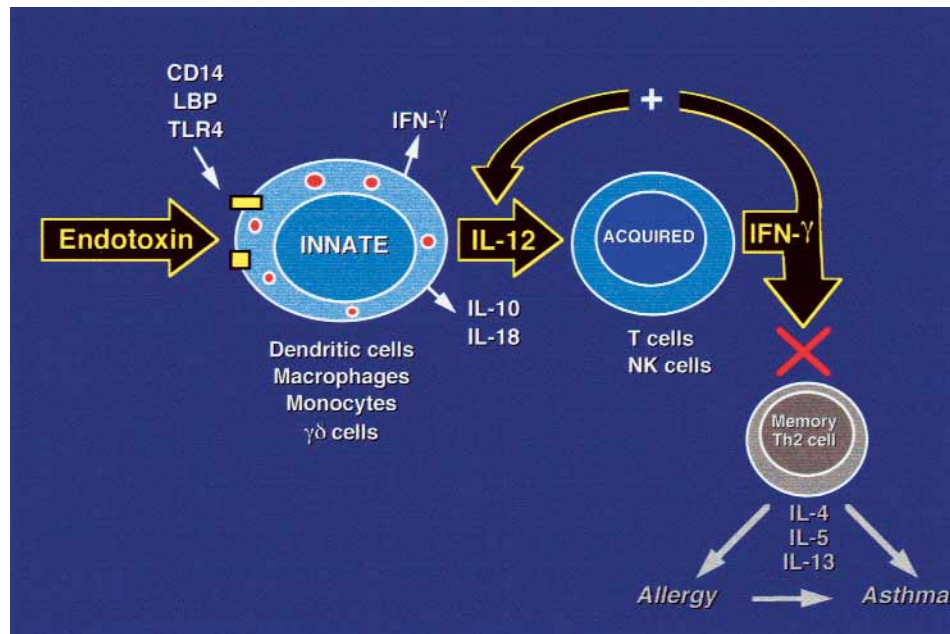 CD14
LBP
TLR4
IFN-γ
+
Endotoxin
INNATE
IL-12
ACQUIRED
IFN-γ
IL-10
IL-18
Dendritic cells
Macrophages
Monocytes
γδ cells
T cells
NK cells
Memory
Th2 cell
IL-4
IL-5
IL-13
Allergy
Asthma